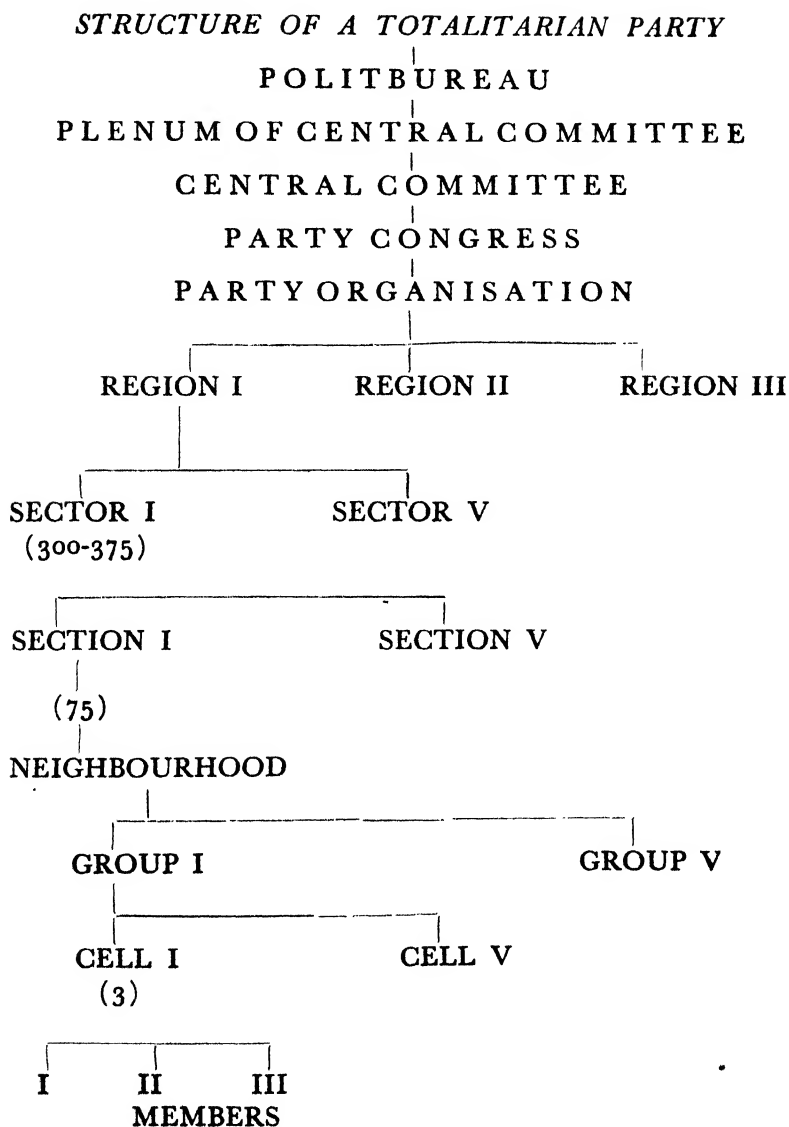 STRUCTURE OF A TOTALITARIAN PARTY
POLITBUREAU
PLENUM OF CENTRAL COMMITTEE
CENTRAL COMMITTEE
PARTY CONGRESS
PARTY ORGANISATION
REGION I REGION II REGION III
SECTOR I SECTOR V
(300-375)
SECTION I SECTION V
(75)
NEIGHBOURHOOD
GROUP I GROUP V
CELL I CELL V
(3)
I II III
MEMBERS